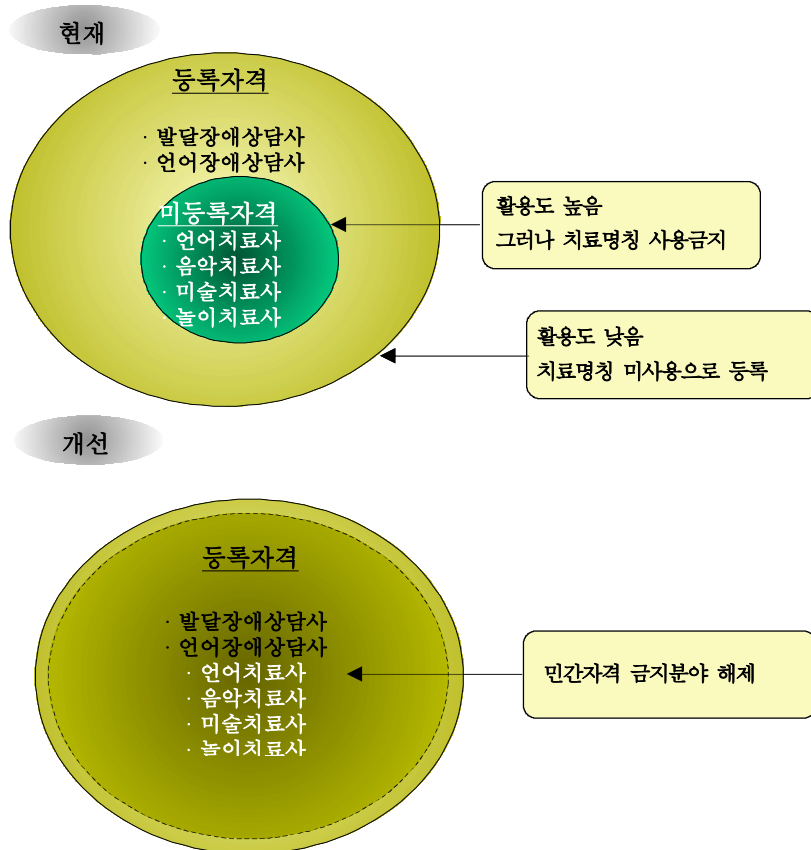 현재
등록자격
· 발달장애상담사
· 언어장애상담사
미등록자격
· 언어치료사
· 음악치료사
· 미술치료사
· 놀이치료사
활용도 높음
그러나 치료명칭 사용금지
활용도 낮음
치료명칭 미사용으로 등록
개선
등록자격
· 발달장애상담사
· 언어장애상담사
· 언어치료사
· 음악치료사
· 미술치료사
· 놀이치료사
민간자격 금지분야 해제